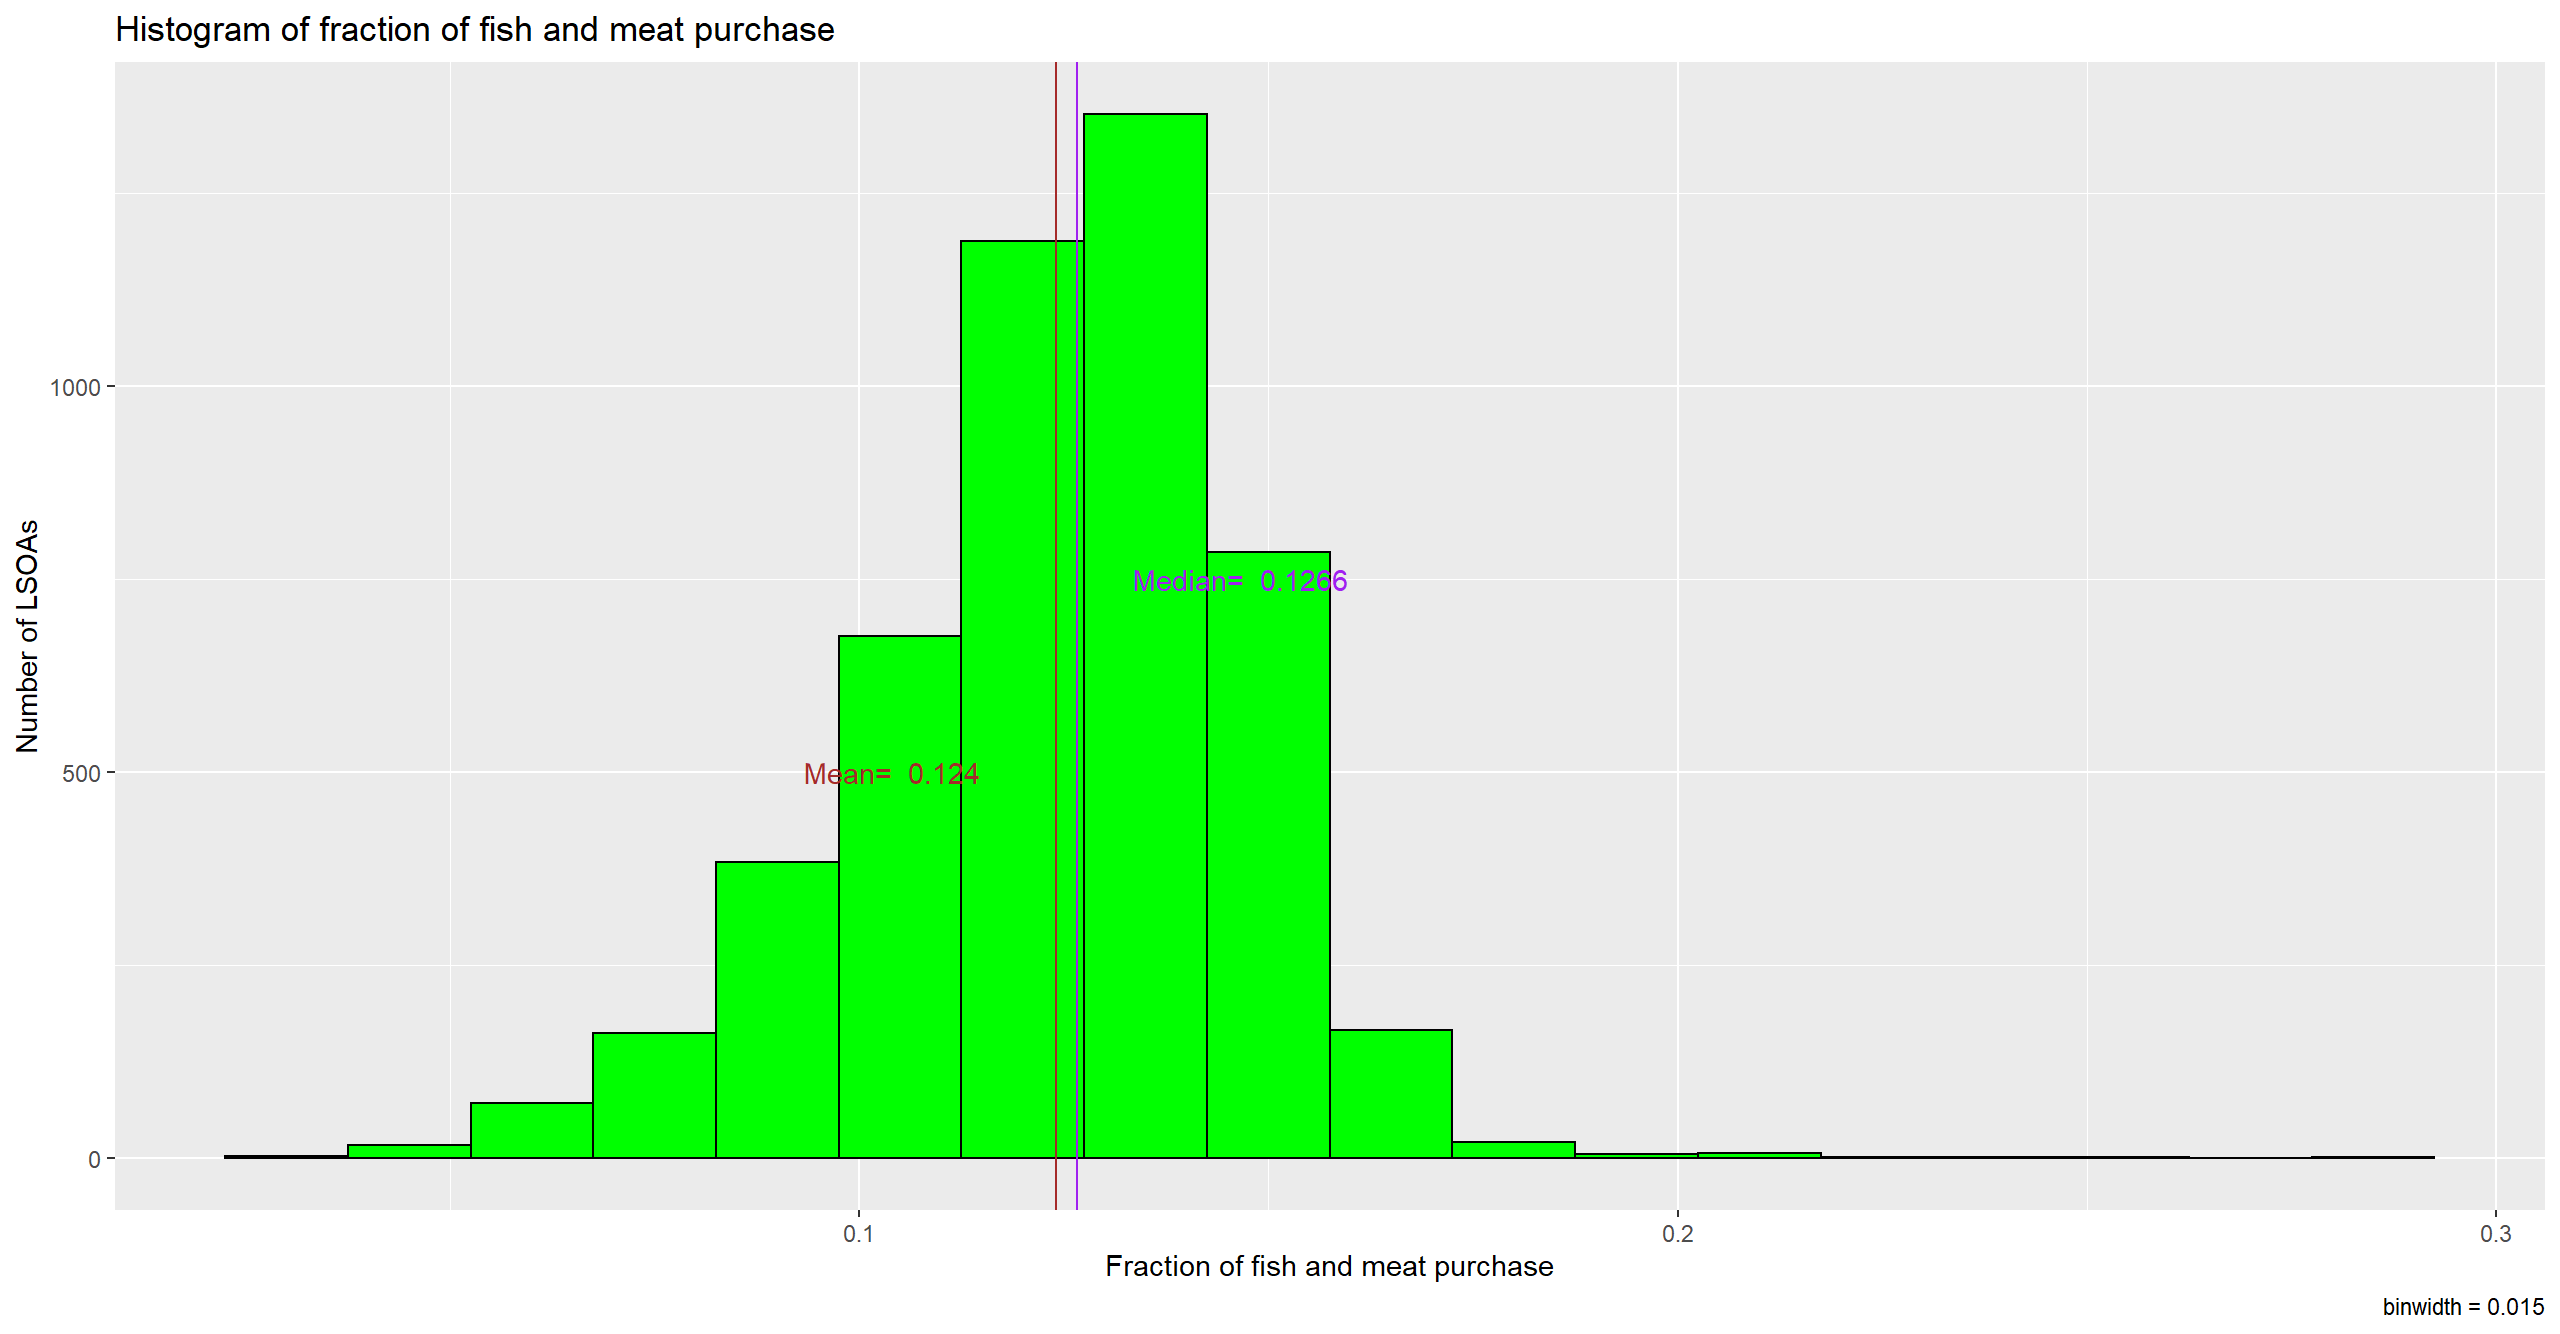 Histogram of fraction of fish and meat purchase
Number of LSOAs
1000
500
0
Median=  0.1266
Mean=  0.124
0.1
0.2
0.3
Fraction of fish and meat purchase
binwidth = 0.015